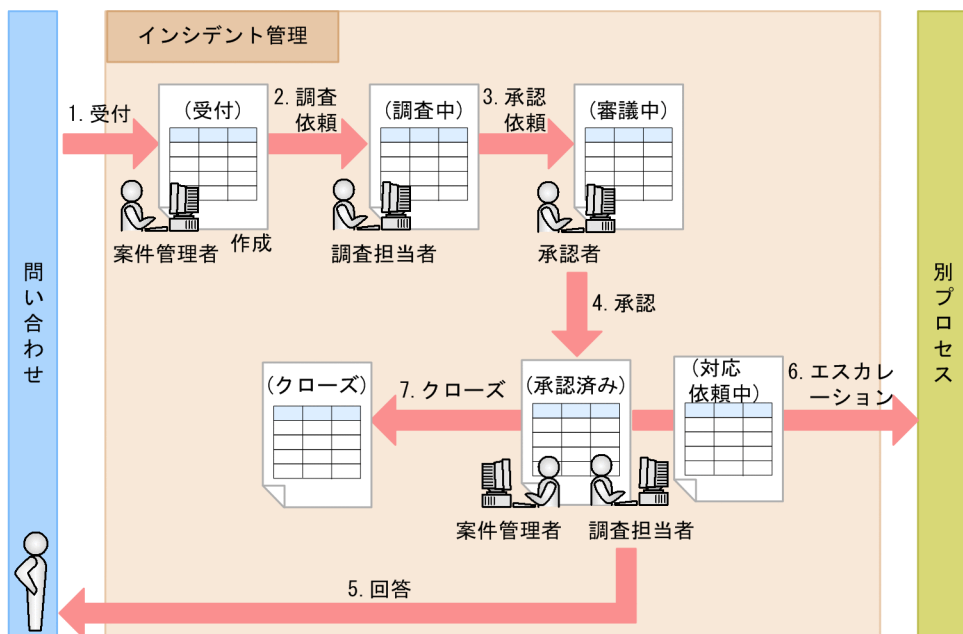 インシデント管理
1.受付
(受付)
2.調査
依頼
(調査中)
3.承認
依頼
(審議中)
案件管理者
作成
調査担当者
承認者
問い合わせ
別プロセス
4.承認
(クローズ)
7.クローズ
(承認済み)
(対応
依頼中)
6.エスカレ
ーション
案件管理者
調査担当者
5.回答